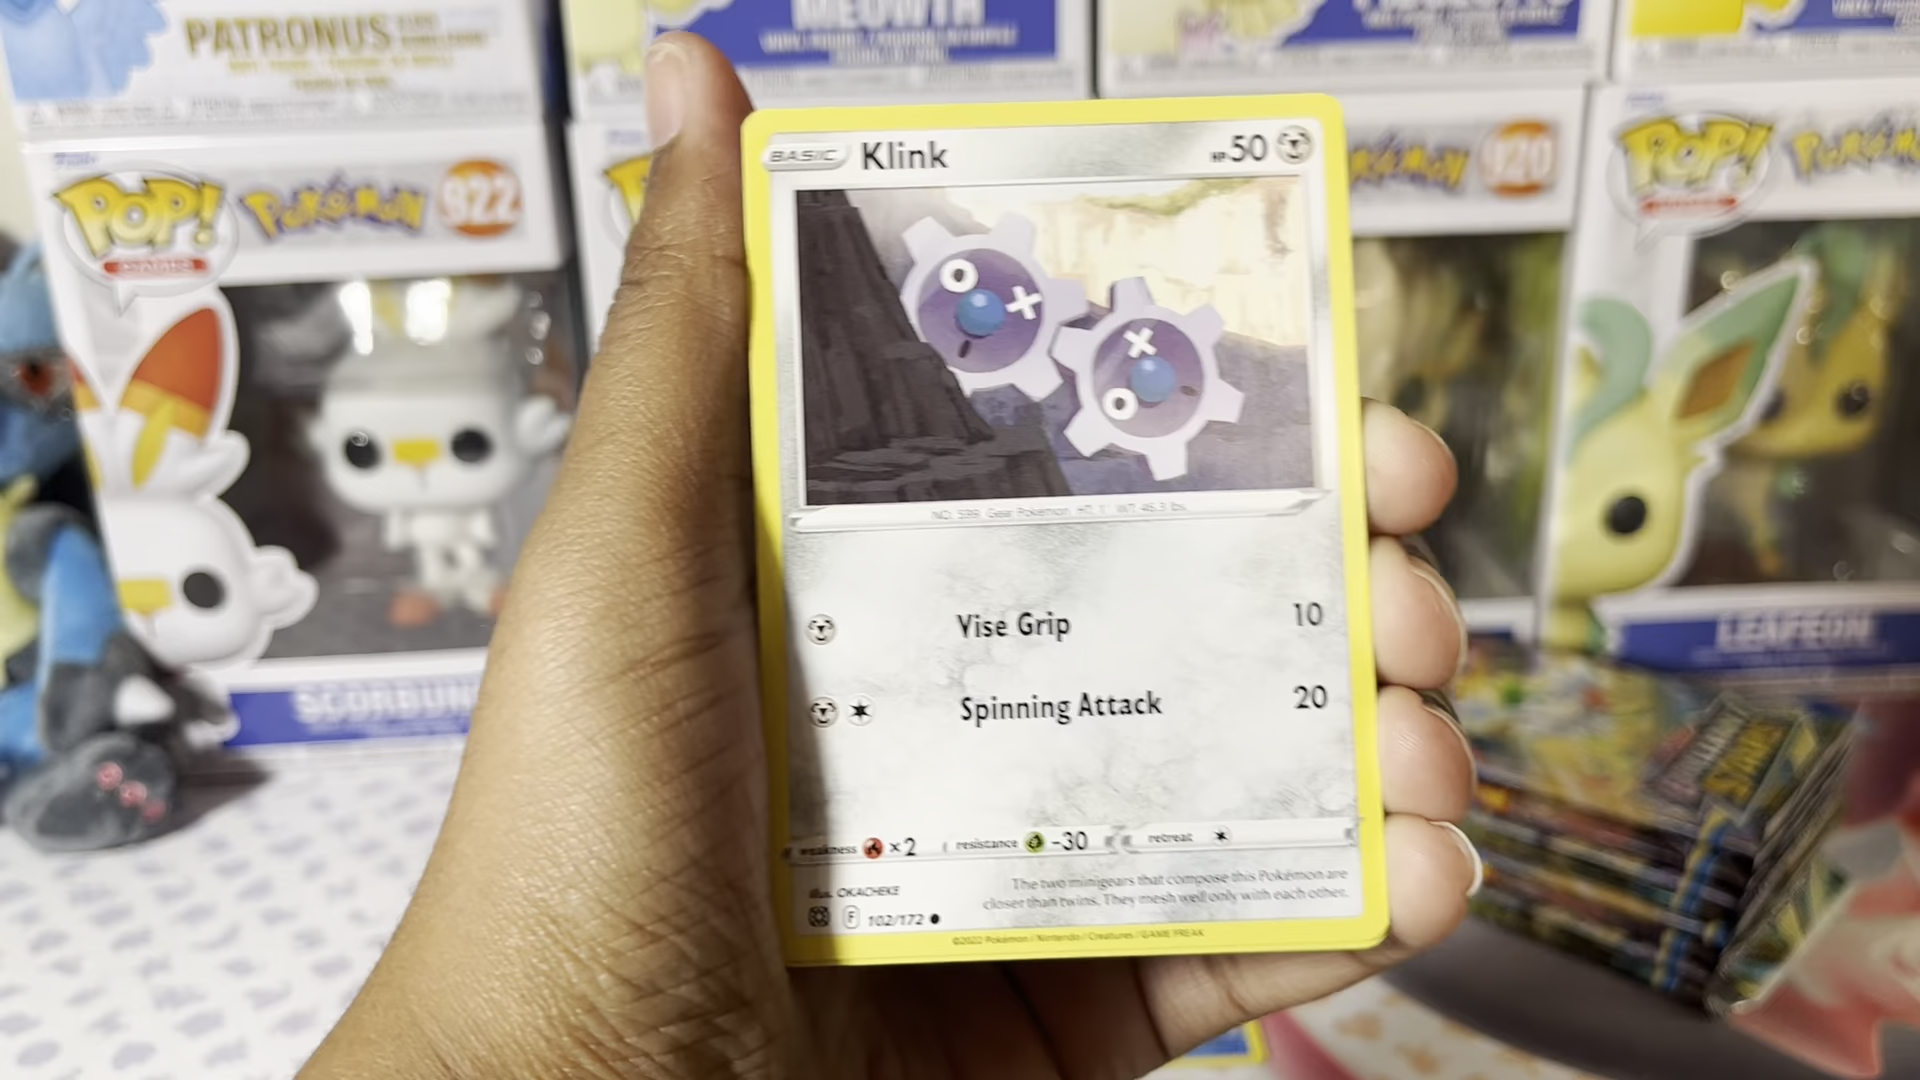 PATRONUS
MEOWTH
POP!
Pokémon
922
Pokémon
920
POP!
Pokémon
SCORBUN
LEAFEON
BASIC Klink HP 50
NO. 599 Gear Pokémon HT: 1' WT: 46.3 lbs.
Vise Grip 10
Spinning Attack 20
weakness ×2 resistance -30 retreat
illus. OKACHEKE
The two minigears that compose this Pokémon are
closer than twins. They mesh well only with each other.
F 102/172
©2022 Pokémon / Nintendo / Creatures / GAME FREAK